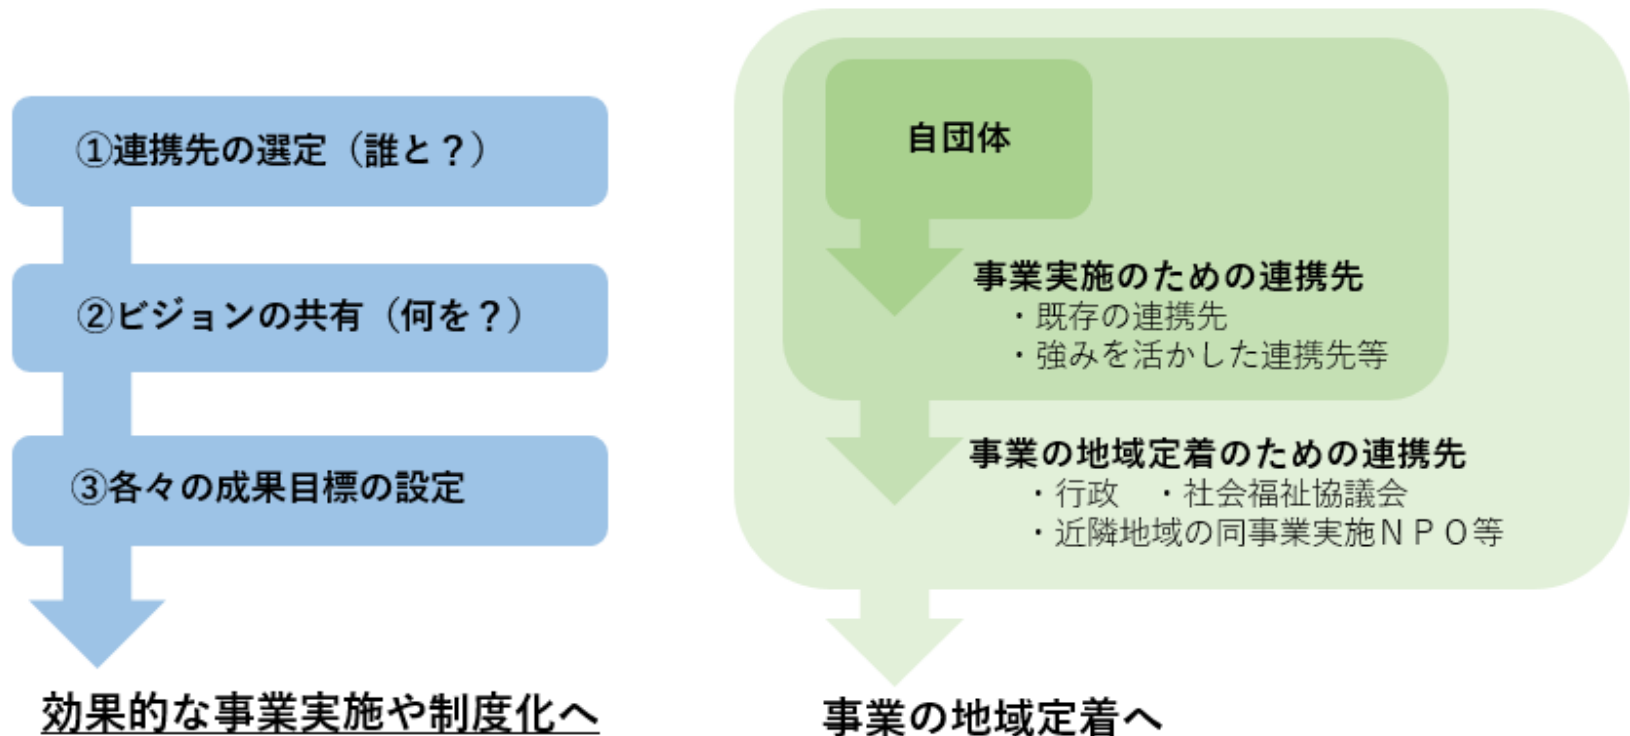 ①連携先の選定（誰と？）
②ビジョンの共有（何を？）
③各々の成果目標の設定
効果的な事業実施や制度化へ
自団体
事業実施のための連携先
・既存の連携先
・強みを活かした連携先等
事業の地域定着のための連携先
・行政　・社会福祉協議会
・近隣地域の同事業実施ＮＰＯ等
事業の地域定着へ